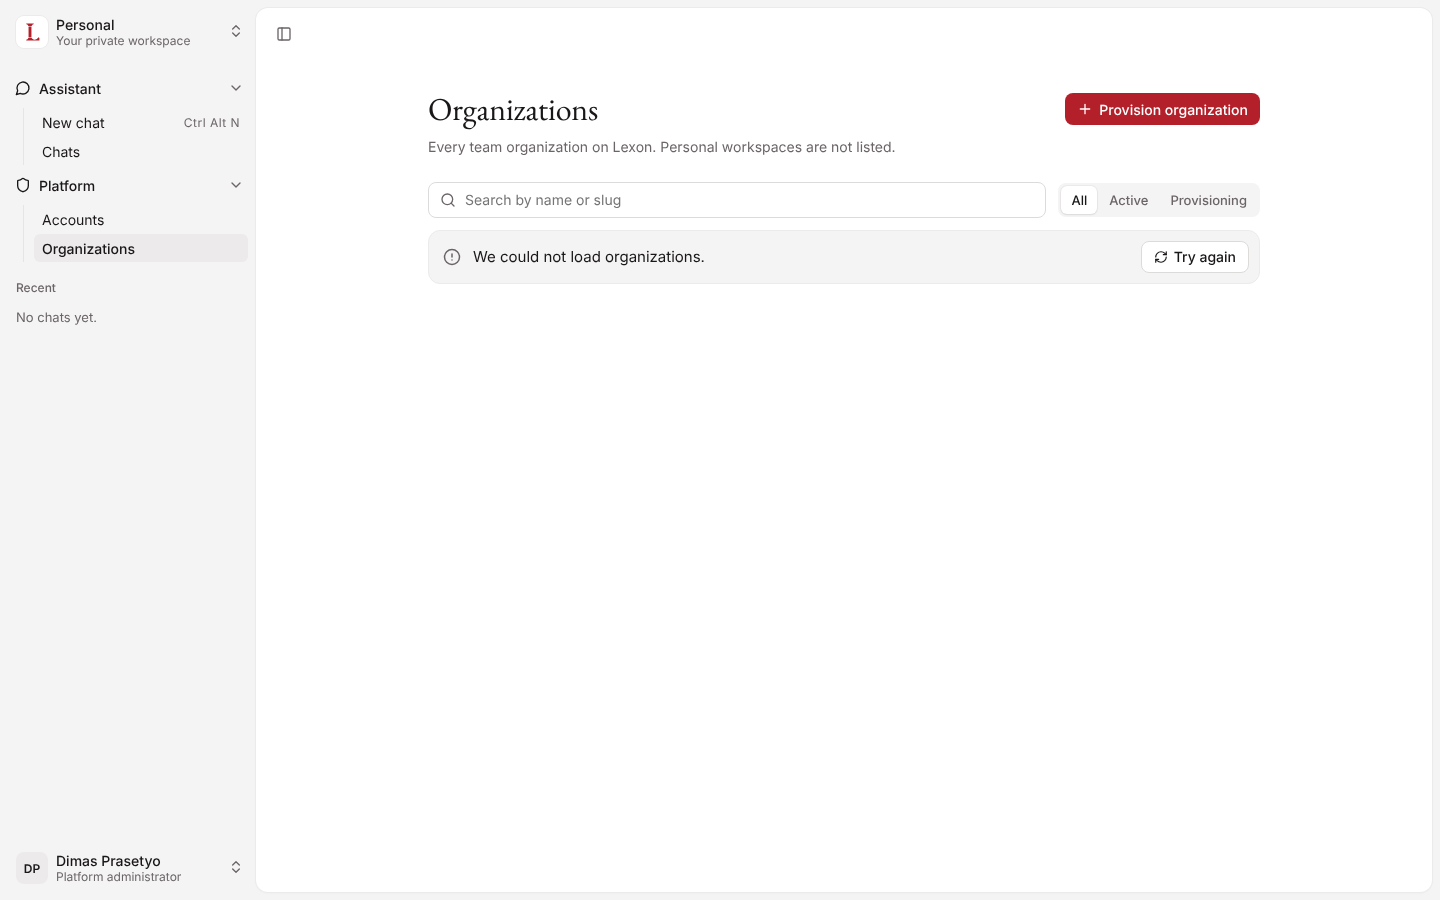 L
Personal
Your private workspace
Assistant
New chat
Ctrl Alt N
Chats
Platform
Accounts
Organizations
Recent
No chats yet.
DP
Dimas Prasetyo
Platform administrator
Organizations
Provision organization
Every team organization on Lexon. Personal workspaces are not listed.
Search by name or slug
All
Active
Provisioning
We could not load organizations.
Try again